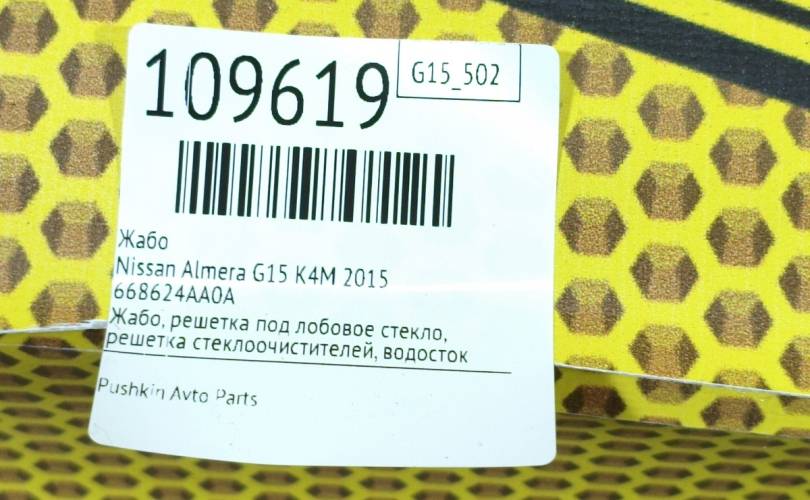 109619
G15_502
Жабо
Nissan Almera G15 K4M 2015
668624AA0A
Жабо, решетка под лобовое стекло,
решетка стеклоочистителей, водосток
Pushkin Avto Parts